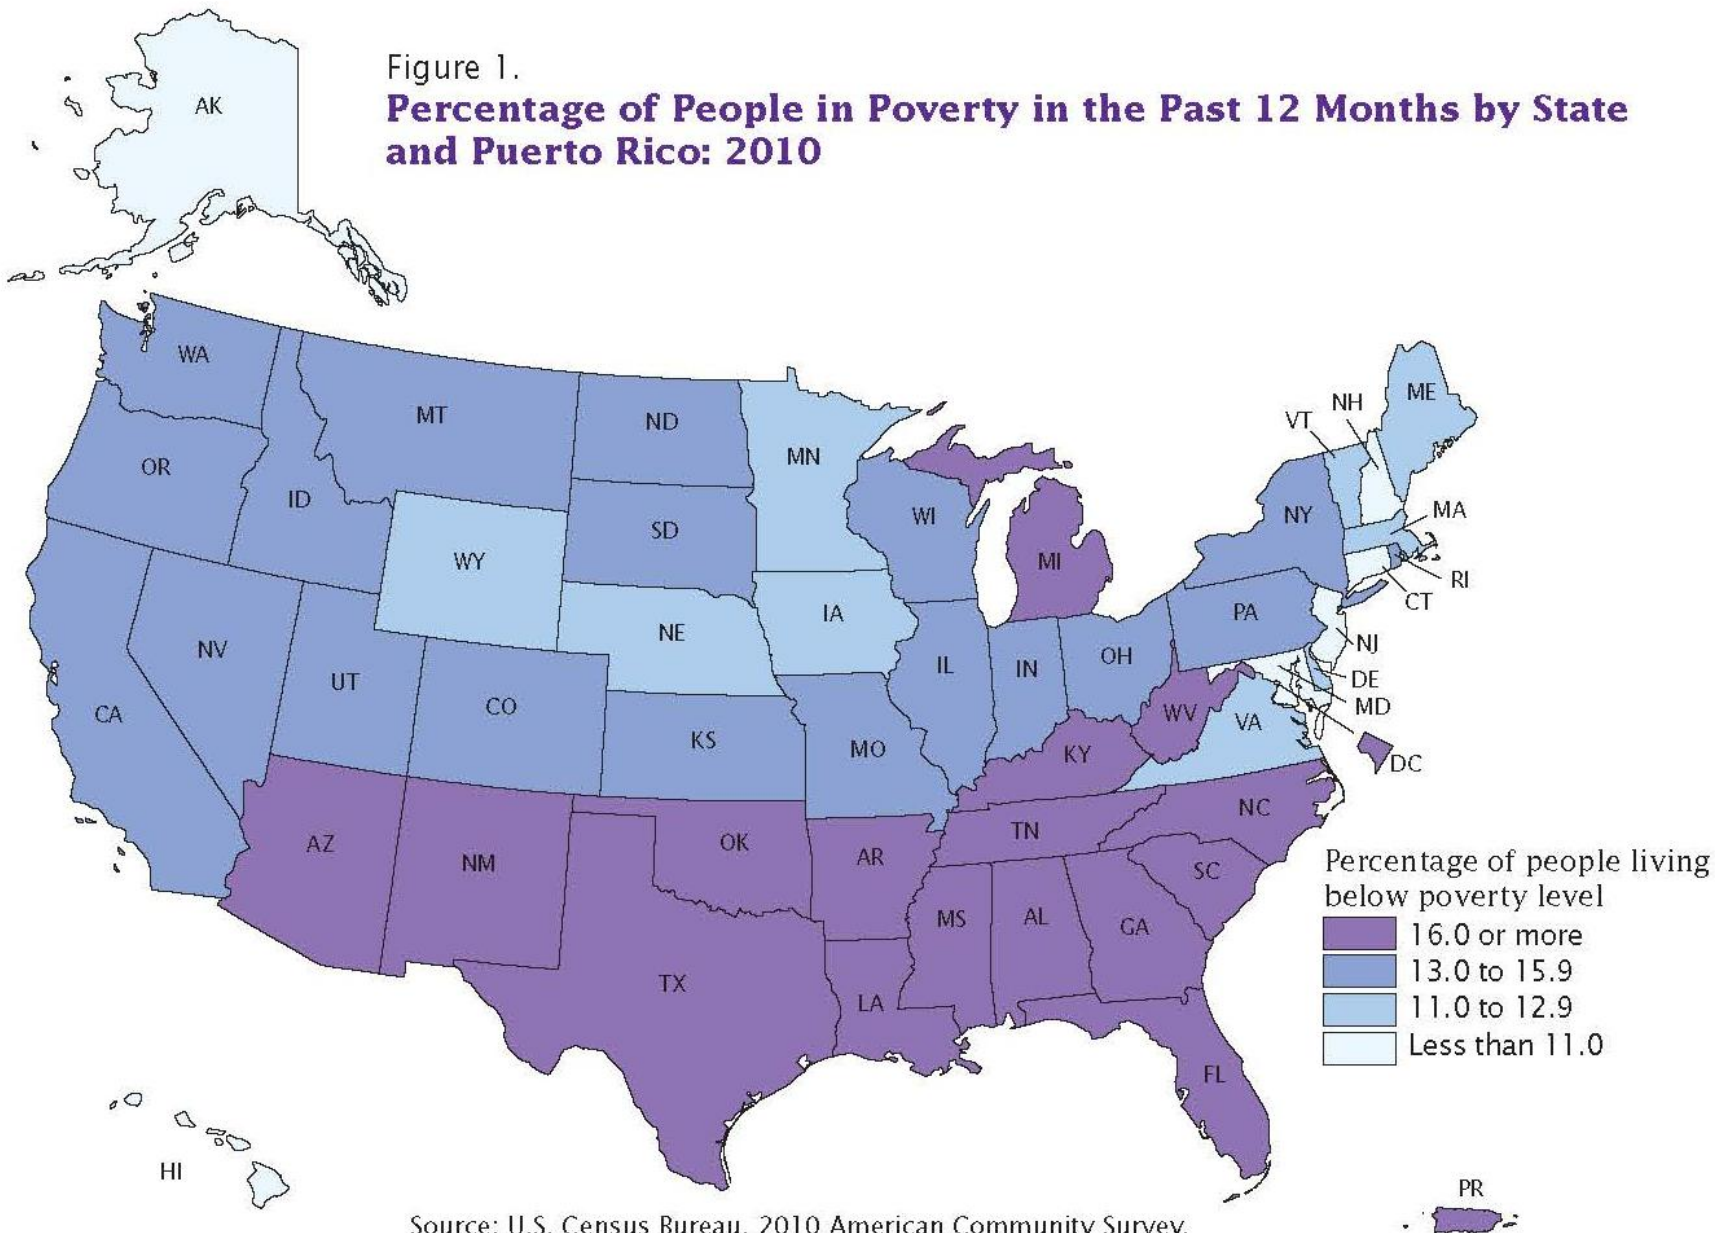 Figure 1.
Percentage of People in Poverty in the Past 12 Months by State
and Puerto Rico: 2010
AK
WA
MT
ND
MN
ME
NH
VT
OR
ID
SD
WI
NY
MA
WY
MI
RI
CT
NE
IA
PA
NV
UT
CO
IL
IN
OH
NJ
DE
MD
CA
KS
MO
KY
WV
VA
DC
AZ
NM
OK
AR
TN
NC
SC
MS
AL
GA
TX
LA
FL
Percentage of people living
below poverty level
16.0 or more
13.0 to 15.9
11.0 to 12.9
Less than 11.0
HI
PR
Source: U.S. Census Bureau, 2010 American Community Survey.